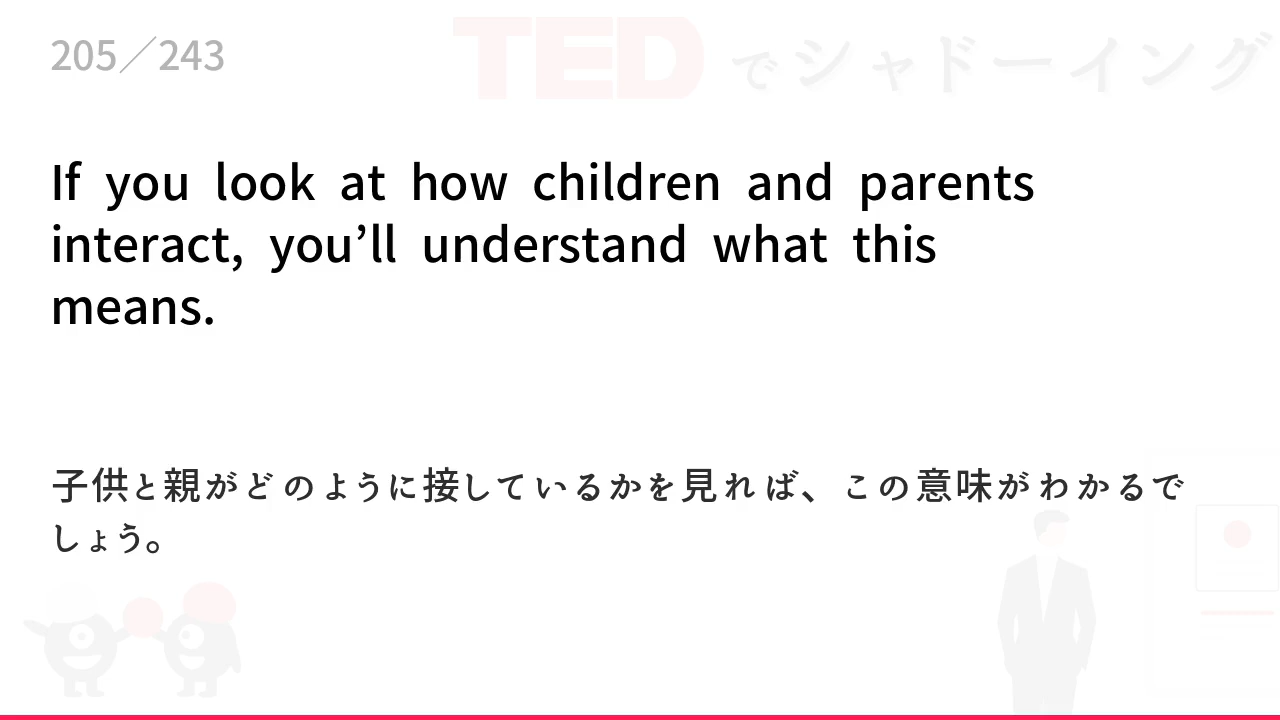 205／243
TEDでシャドーイング
If you look at how children and parents
interact, you’ll understand what this
means.
子供と親がどのように接しているかを見れば、この意味がわかるで
しょう。